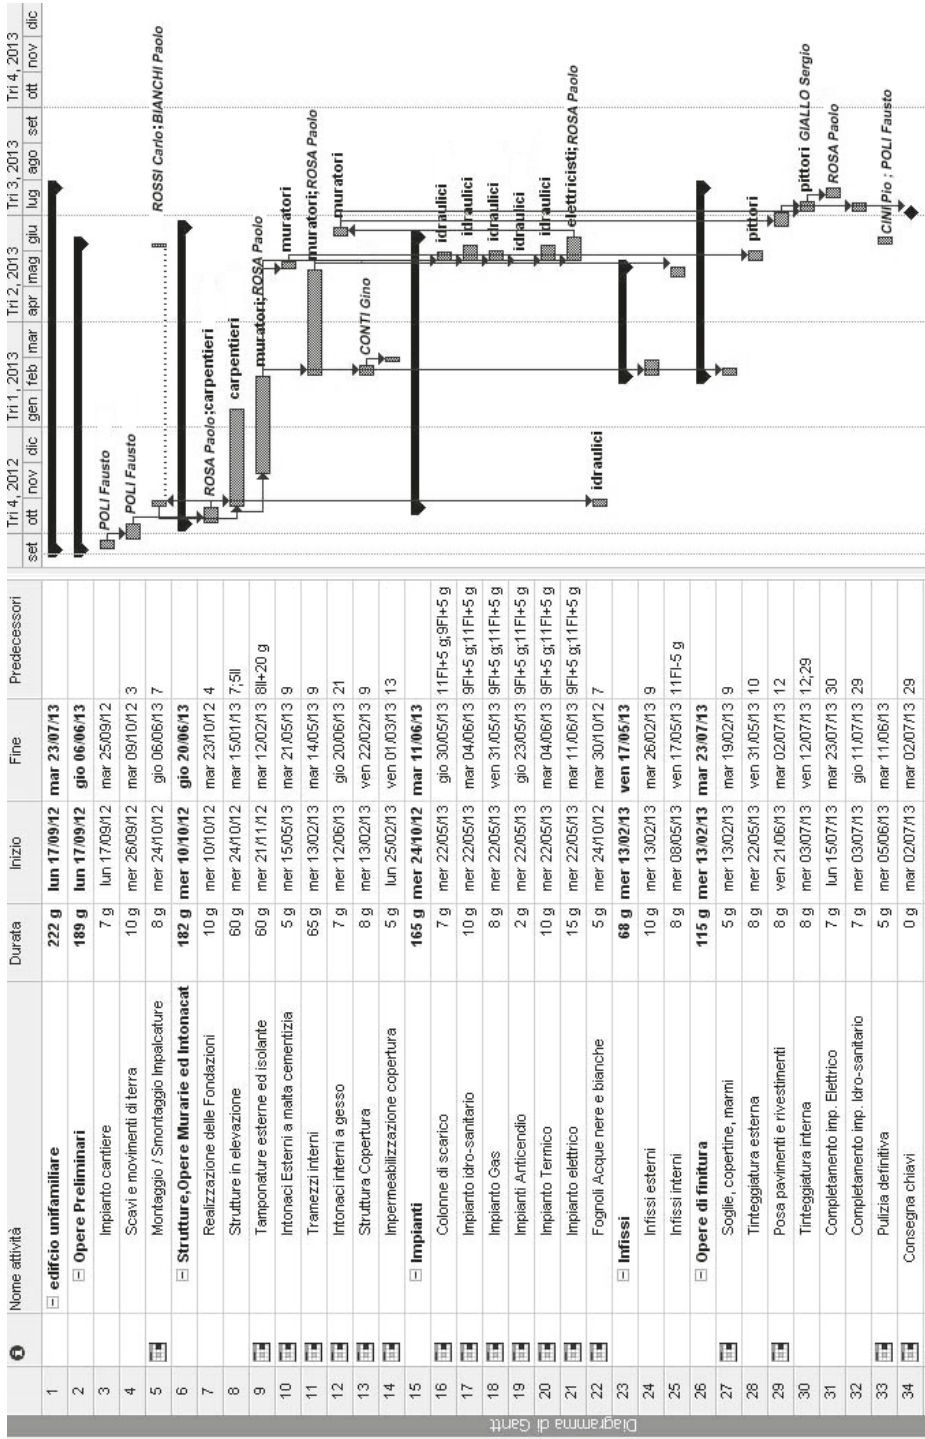 Nome attività Durata Inizio Fine Predecessori Tri 4, 2012 Tri 1, 2013 Tri 2, 2013 Tri 3, 2013 Tri 4, 2013
set ott nov dic gen feb mar apr mag giu lug ago set ott nov dic
1 edifcio unifamiliare 222 g lun 17/09/12 mar 23/07/13
2 Opere Preliminari 189 g lun 17/09/12 gio 06/06/13
3 Impianto cantiere 7 g lun 17/09/12 mar 25/09/12 POLI Fausto
4 Scavi e movimenti di terra 10 g mer 26/09/12 mar 09/10/12 3 POLI Fausto
5 Montaggio / Smontaggio Impalcature 8 g mer 24/10/12 gio 06/06/13 7 ROSSI Carlo;BIANCHI Paolo
6 Strutture,Opere Murarie ed Intonacat 182 g mer 10/10/12 gio 20/06/13
7 Realizzazione delle Fondazioni 10 g mer 10/10/12 mar 23/10/12 4 ROSA Paolo;carpentieri
8 Strutture in elevazione 60 g mer 24/10/12 mar 15/01/13 7;5II carpentieri
9 Tamponature esterne ed isolante 60 g mer 21/11/12 mar 12/02/13 8II+20 g muratori;ROSA Paolo
10 Intonaci Esterni a malta cementizia 5 g mer 15/05/13 mar 21/05/13 9 muratori
11 Tramezzi interni 65 g mer 13/02/13 mar 14/05/13 9 muratori;ROSA Paolo
12 Intonaci interni a gesso 7 g mer 12/06/13 gio 20/06/13 21 muratori
13 Struttura Copertura 8 g mer 13/02/13 ven 22/02/13 9 CONTI Gino
14 Impermeabilizzazione copertura 5 g lun 25/02/13 ven 01/03/13 13
15 Impianti 165 g mer 24/10/12 mar 11/06/13
16 Colonne di scarico 7 g mer 22/05/13 gio 30/05/13 11FI+5 g;9FI+5 g idraulici
17 Impianto idro-sanitario 10 g mer 22/05/13 mar 04/06/13 9FI+5 g;11FI+5 g idraulici
18 Impianto Gas 8 g mer 22/05/13 ven 31/05/13 9FI+5 g;11FI+5 g idraulici
19 Impianti Anticendio 2 g mer 22/05/13 gio 23/05/13 9FI+5 g;11FI+5 g idraulici
20 Impianto Termico 10 g mer 22/05/13 mar 04/06/13 9FI+5 g;11FI+5 g idraulici
21 Impianto elettrico 15 g mer 22/05/13 mar 11/06/13 9FI+5 g;11FI+5 g elettricisti;ROSA Paolo
22 Fognoli Acque nere e bianche 5 g mer 24/10/12 mar 30/10/12 7 idraulici
23 Infissi 68 g mer 13/02/13 ven 17/05/13
24 Infissi esterni 10 g mer 13/02/13 mar 26/02/13 9
25 Infissi interni 8 g mer 08/05/13 ven 17/05/13 11FI-5 g
26 Opere di finitura 115 g mer 13/02/13 mar 23/07/13
27 Soglie, copertine, marmi 5 g mer 13/02/13 mar 19/02/13 9
28 Tinteggiatura esterna 8 g mer 22/05/13 ven 31/05/13 10 pittori
29 Posa pavimenti e rivestimenti 8 g ven 21/06/13 mar 02/07/13 12
30 Tinteggiatura interna 8 g mer 03/07/13 ven 12/07/13 12;29 pittori GIALLO Sergio
31 Completamento imp. Elettrico 7 g lun 15/07/13 mar 23/07/13 30 ROSA Paolo
32 Completamento imp. Idro-sanitario 7 g mer 03/07/13 gio 11/07/13 29
33 Pulizia definitiva 5 g mer 05/06/13 mar 11/06/13 CINI Pio ; POLI Fausto
34 Consegna chiavi 0 g mar 02/07/13 mar 02/07/13 29
Diagramma di Gantt